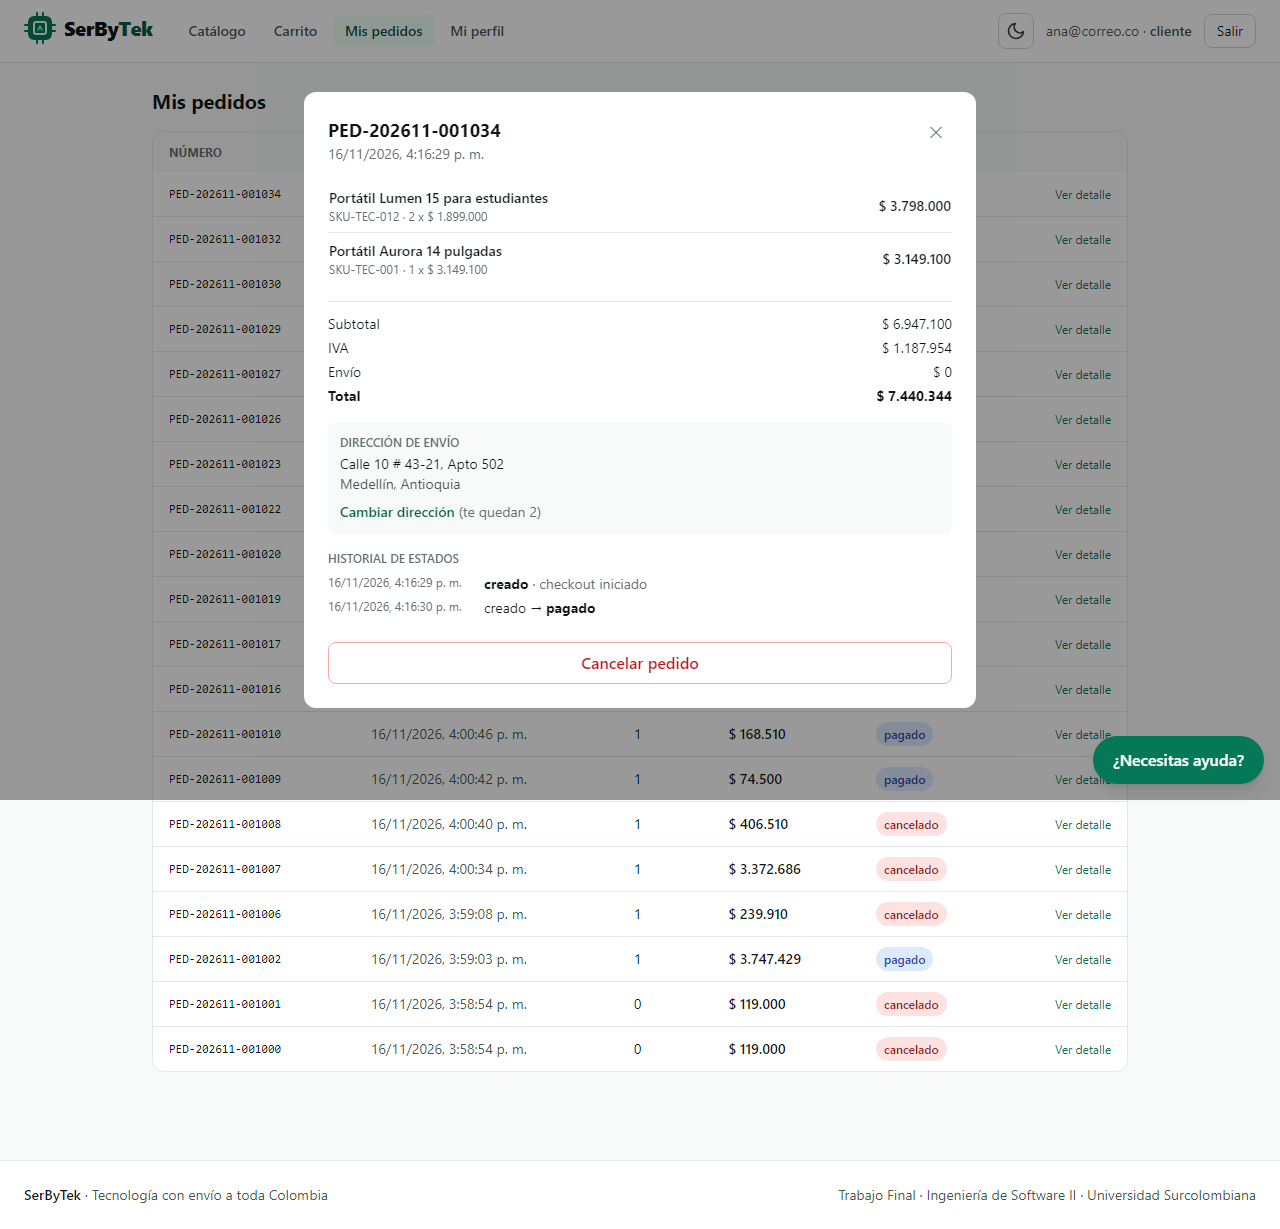 SerByTek
Catálogo
Carrito
Mis pedidos
Mi perfil
ana@correo.co · cliente
Salir
Mis pedidos
NÚMERO
PED-202611-001034 Ver detalle
PED-202611-001032 Ver detalle
PED-202611-001030 Ver detalle
PED-202611-001029 Ver detalle
PED-202611-001027 Ver detalle
PED-202611-001026 Ver detalle
PED-202611-001023 Ver detalle
PED-202611-001022 Ver detalle
PED-202611-001020 Ver detalle
PED-202611-001019 Ver detalle
PED-202611-001017 Ver detalle
PED-202611-001016 Ver detalle
PED-202611-001034
16/11/2026, 4:16:29 p. m.
Portátil Lumen 15 para estudiantes
SKU-TEC-012 · 2 x $ 1.899.000
$ 3.798.000
Portátil Aurora 14 pulgadas
SKU-TEC-001 · 1 x $ 3.149.100
$ 3.149.100
Subtotal $ 6.947.100
IVA $ 1.187.954
Envío $ 0
Total $ 7.440.344
DIRECCIÓN DE ENVÍO
Calle 10 # 43-21, Apto 502
Medellín, Antioquia
Cambiar dirección (te quedan 2)
HISTORIAL DE ESTADOS
16/11/2026, 4:16:29 p. m. creado · checkout iniciado
16/11/2026, 4:16:30 p. m. creado → pagado
Cancelar pedido
PED-202611-001010 16/11/2026, 4:00:46 p. m. 1 $ 168.510 pagado Ver detalle
¿Necesitas ayuda?
PED-202611-001009 16/11/2026, 4:00:42 p. m. 1 $ 74.500 pagado Ver detalle
PED-202611-001008 16/11/2026, 4:00:40 p. m. 1 $ 406.510 cancelado Ver detalle
PED-202611-001007 16/11/2026, 4:00:34 p. m. 1 $ 3.372.686 cancelado Ver detalle
PED-202611-001006 16/11/2026, 3:59:08 p. m. 1 $ 239.910 cancelado Ver detalle
PED-202611-001002 16/11/2026, 3:59:03 p. m. 1 $ 3.747.429 pagado Ver detalle
PED-202611-001001 16/11/2026, 3:58:54 p. m. 0 $ 119.000 cancelado Ver detalle
PED-202611-001000 16/11/2026, 3:58:54 p. m. 0 $ 119.000 cancelado Ver detalle
SerByTek · Tecnología con envío a toda Colombia
Trabajo Final · Ingeniería de Software II · Universidad Surcolombiana